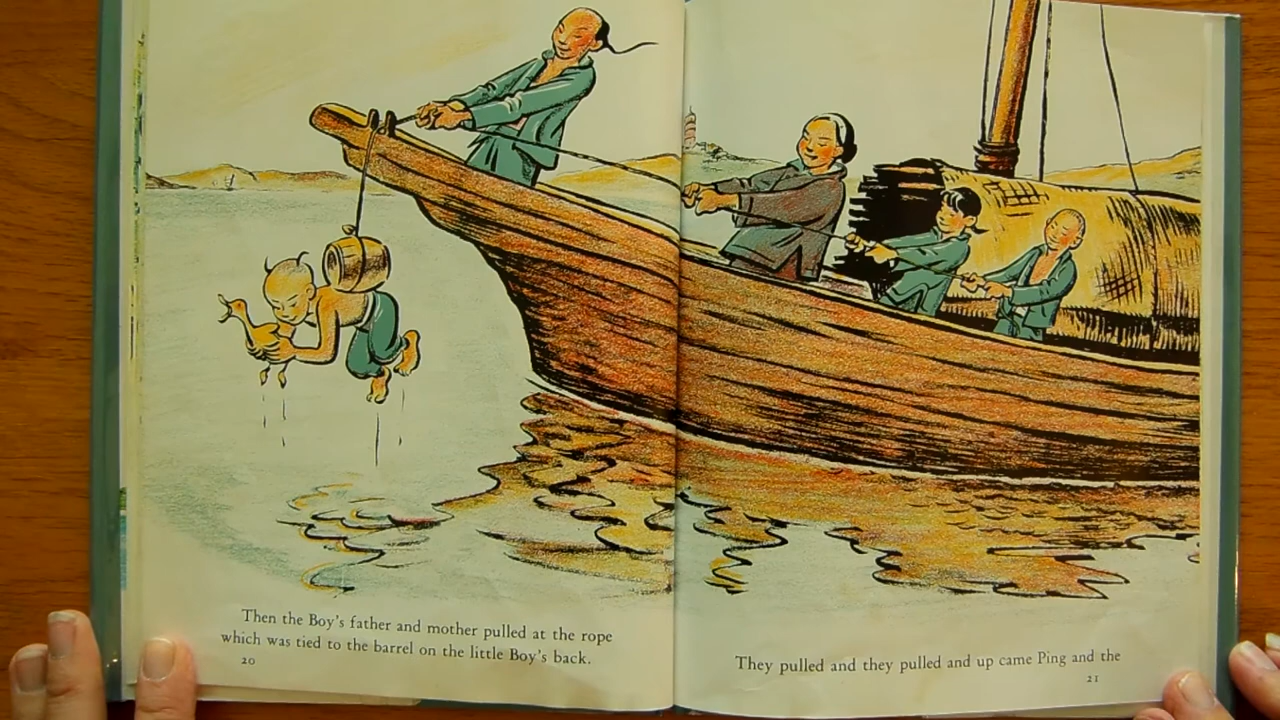 Then the Boy's father and mother pulled at the rope
which was tied to the barrel on the little Boy's back.
20
They pulled and they pulled and up came Ping and the
21